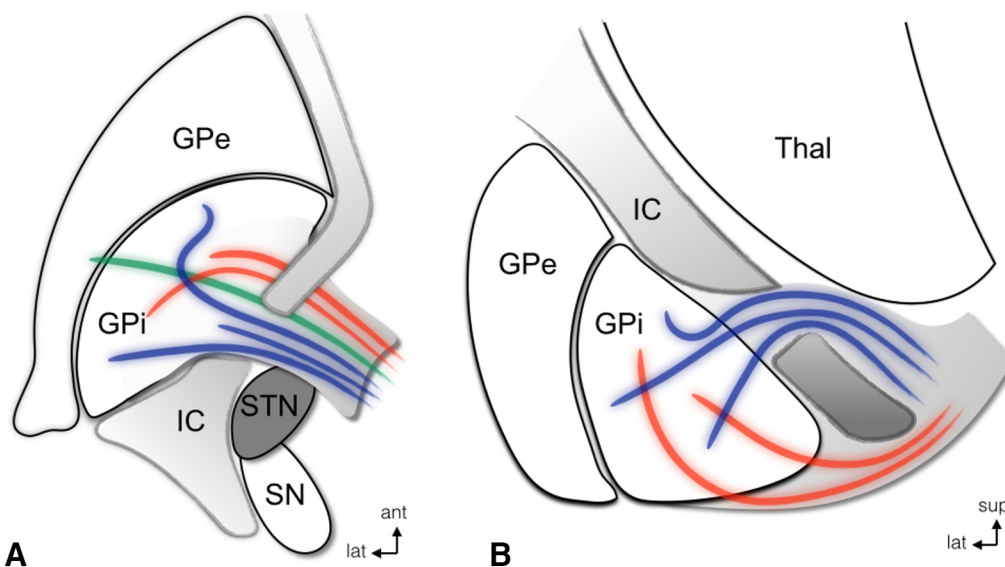 GPe
GPi
IC
STN
SN
ant
lat
A
Thal
IC
GPe
GPi
sup
lat
B